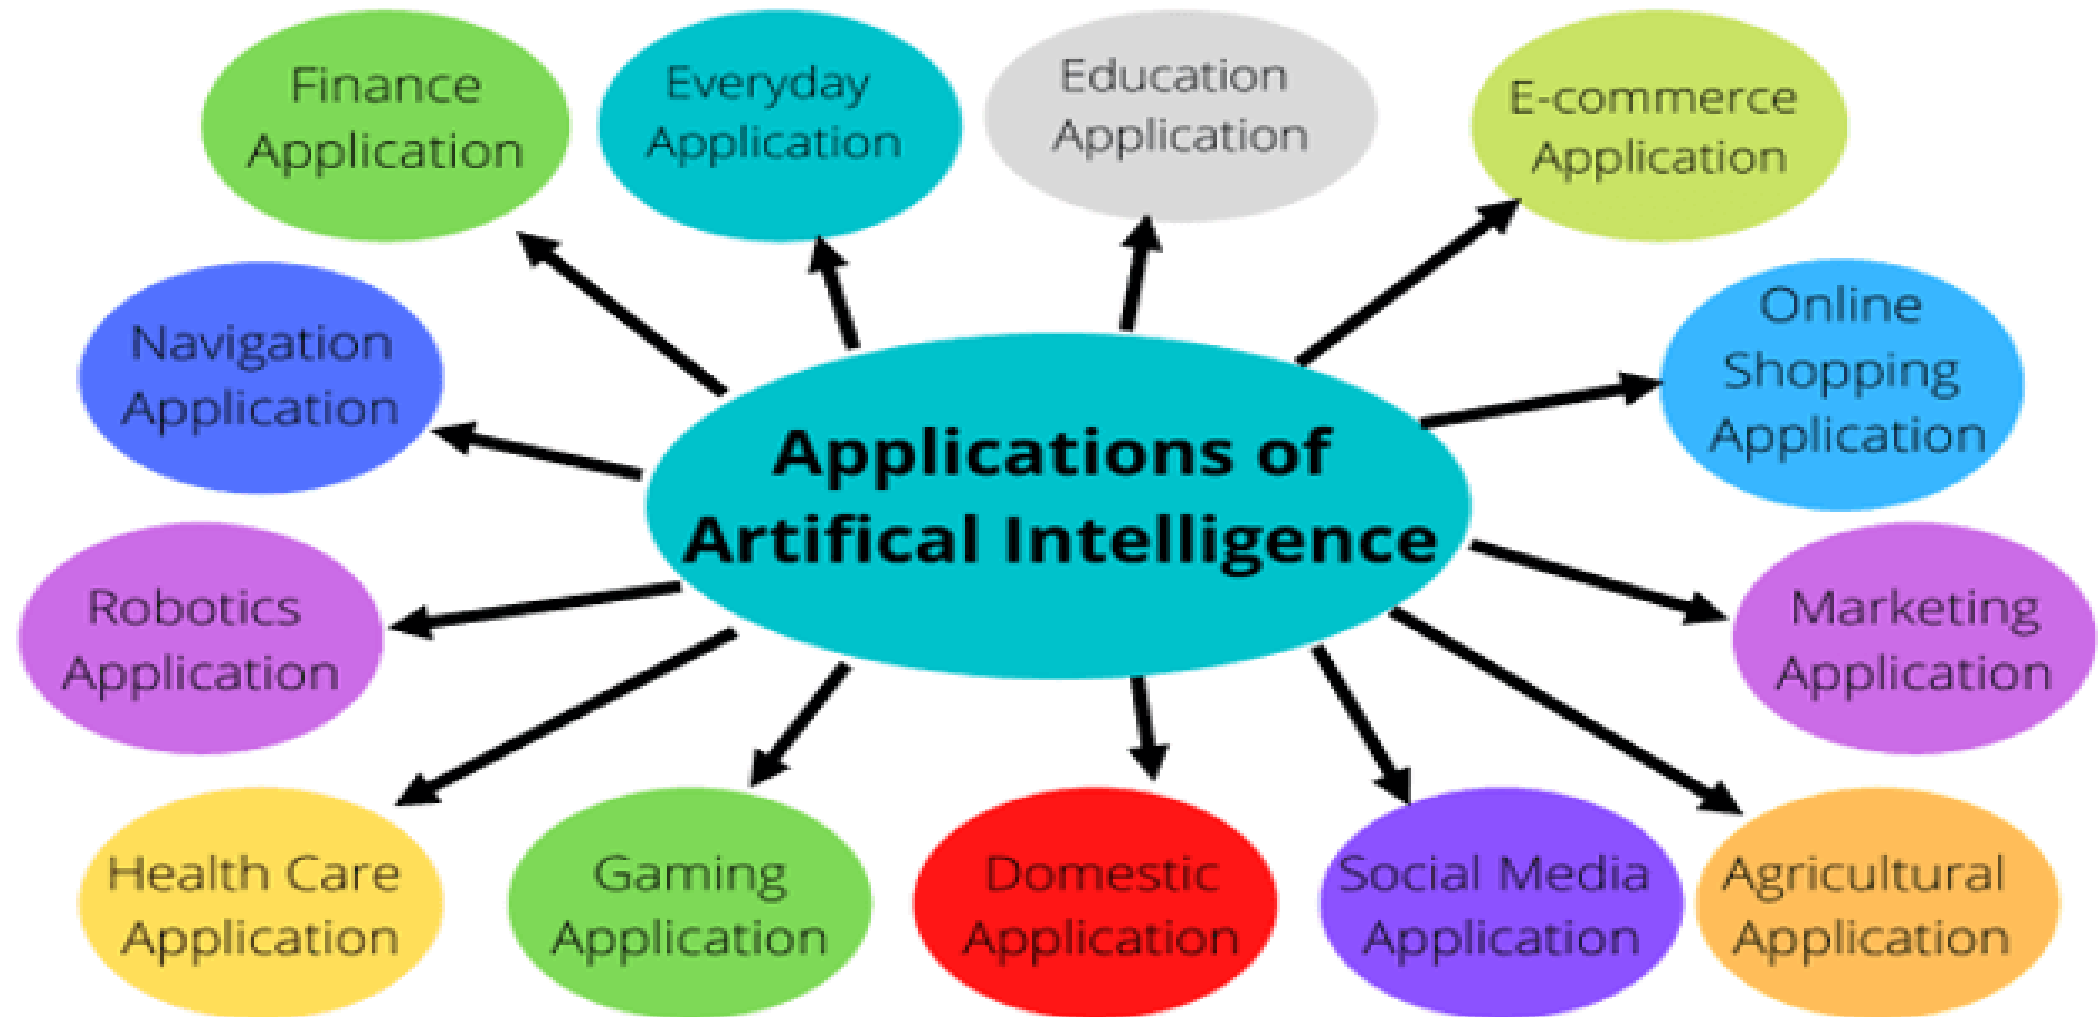 Finance
Application
Everyday
Application
Education
Application
E-commerce
Application
Navigation
Application
Online
Shopping
Application
Applications of
Artifical Intelligence
Robotics
Application
Marketing
Application
Health Care
Application
Gaming
Application
Domestic
Application
Social Media
Application
Agricultural
Application